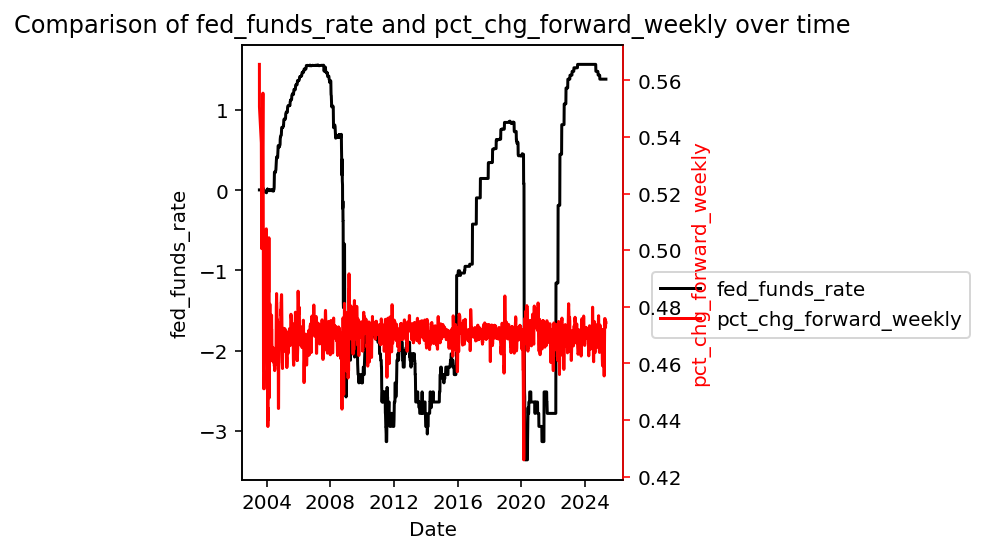 Comparison of fed_funds_rate and pct_chg_forward_weekly over time
fed_funds_rate
1
0
−1
−2
−3
0.56
0.54
0.52
0.50
0.48
0.46
0.44
0.42
pct_chg_forward_weekly
fed_funds_rate
pct_chg_forward_weekly
2004 2008 2012 2016 2020 2024
Date